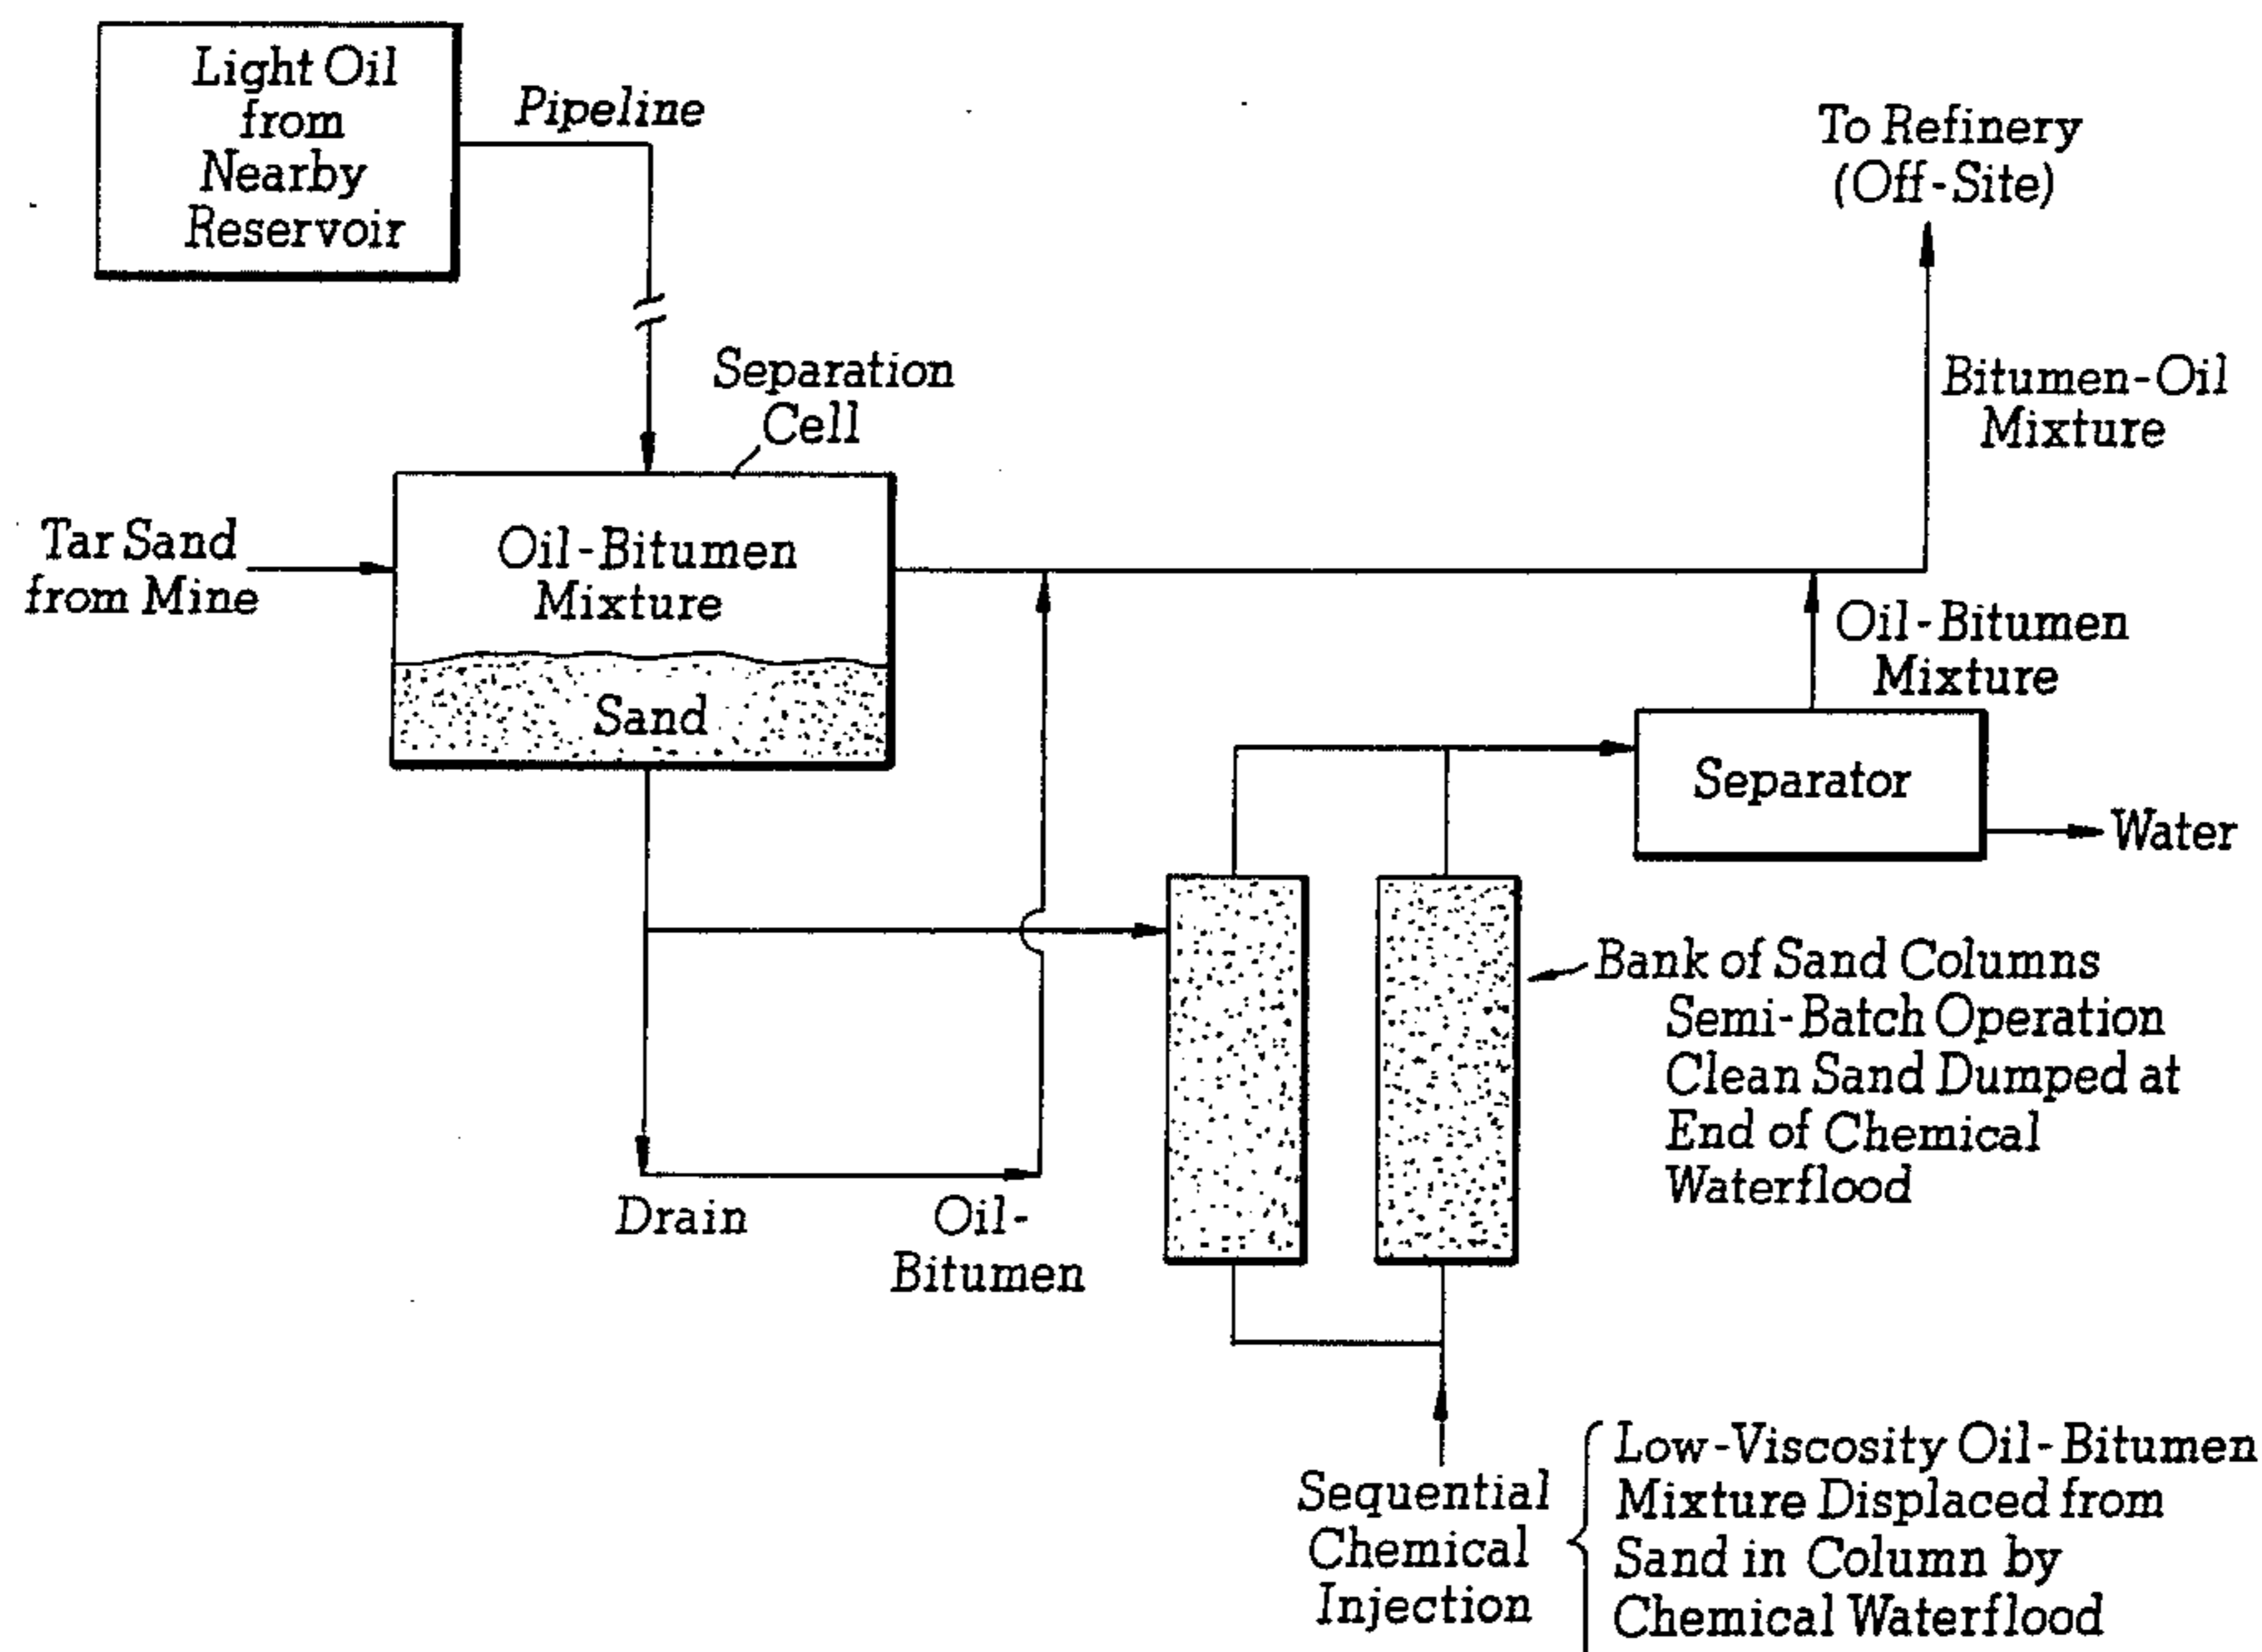 Light Oil
from
Nearby
Reservoir
Pipeline
To Refinery
(Off-Site)
Separation
Cell
Bitumen-Oil
Mixture
Tar Sand
from Mine
Oil-Bitumen
Mixture
Sand
Oil-Bitumen
Mixture
Separator
Water
Bank of Sand Columns
Semi-Batch Operation
Clean Sand Dumped at
End of Chemical
Waterflood
Drain
Oil-
Bitumen
Sequential
Chemical
Injection
Low-Viscosity Oil-Bitumen
Mixture Displaced from
Sand in Column by
Chemical Waterflood